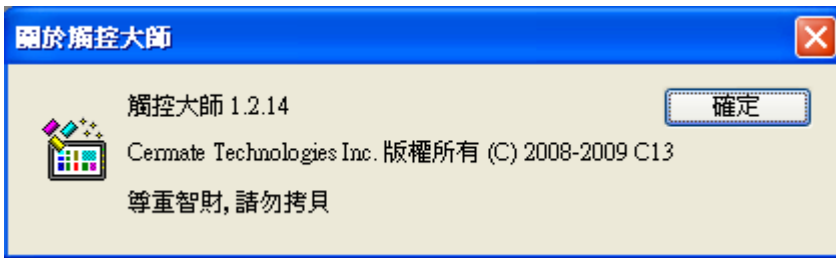 關於觸控大師
觸控大師 1.2.14
確定
Cermate Technologies Inc. 版權所有 (C) 2008-2009 C13
尊重智財, 請勿拷貝